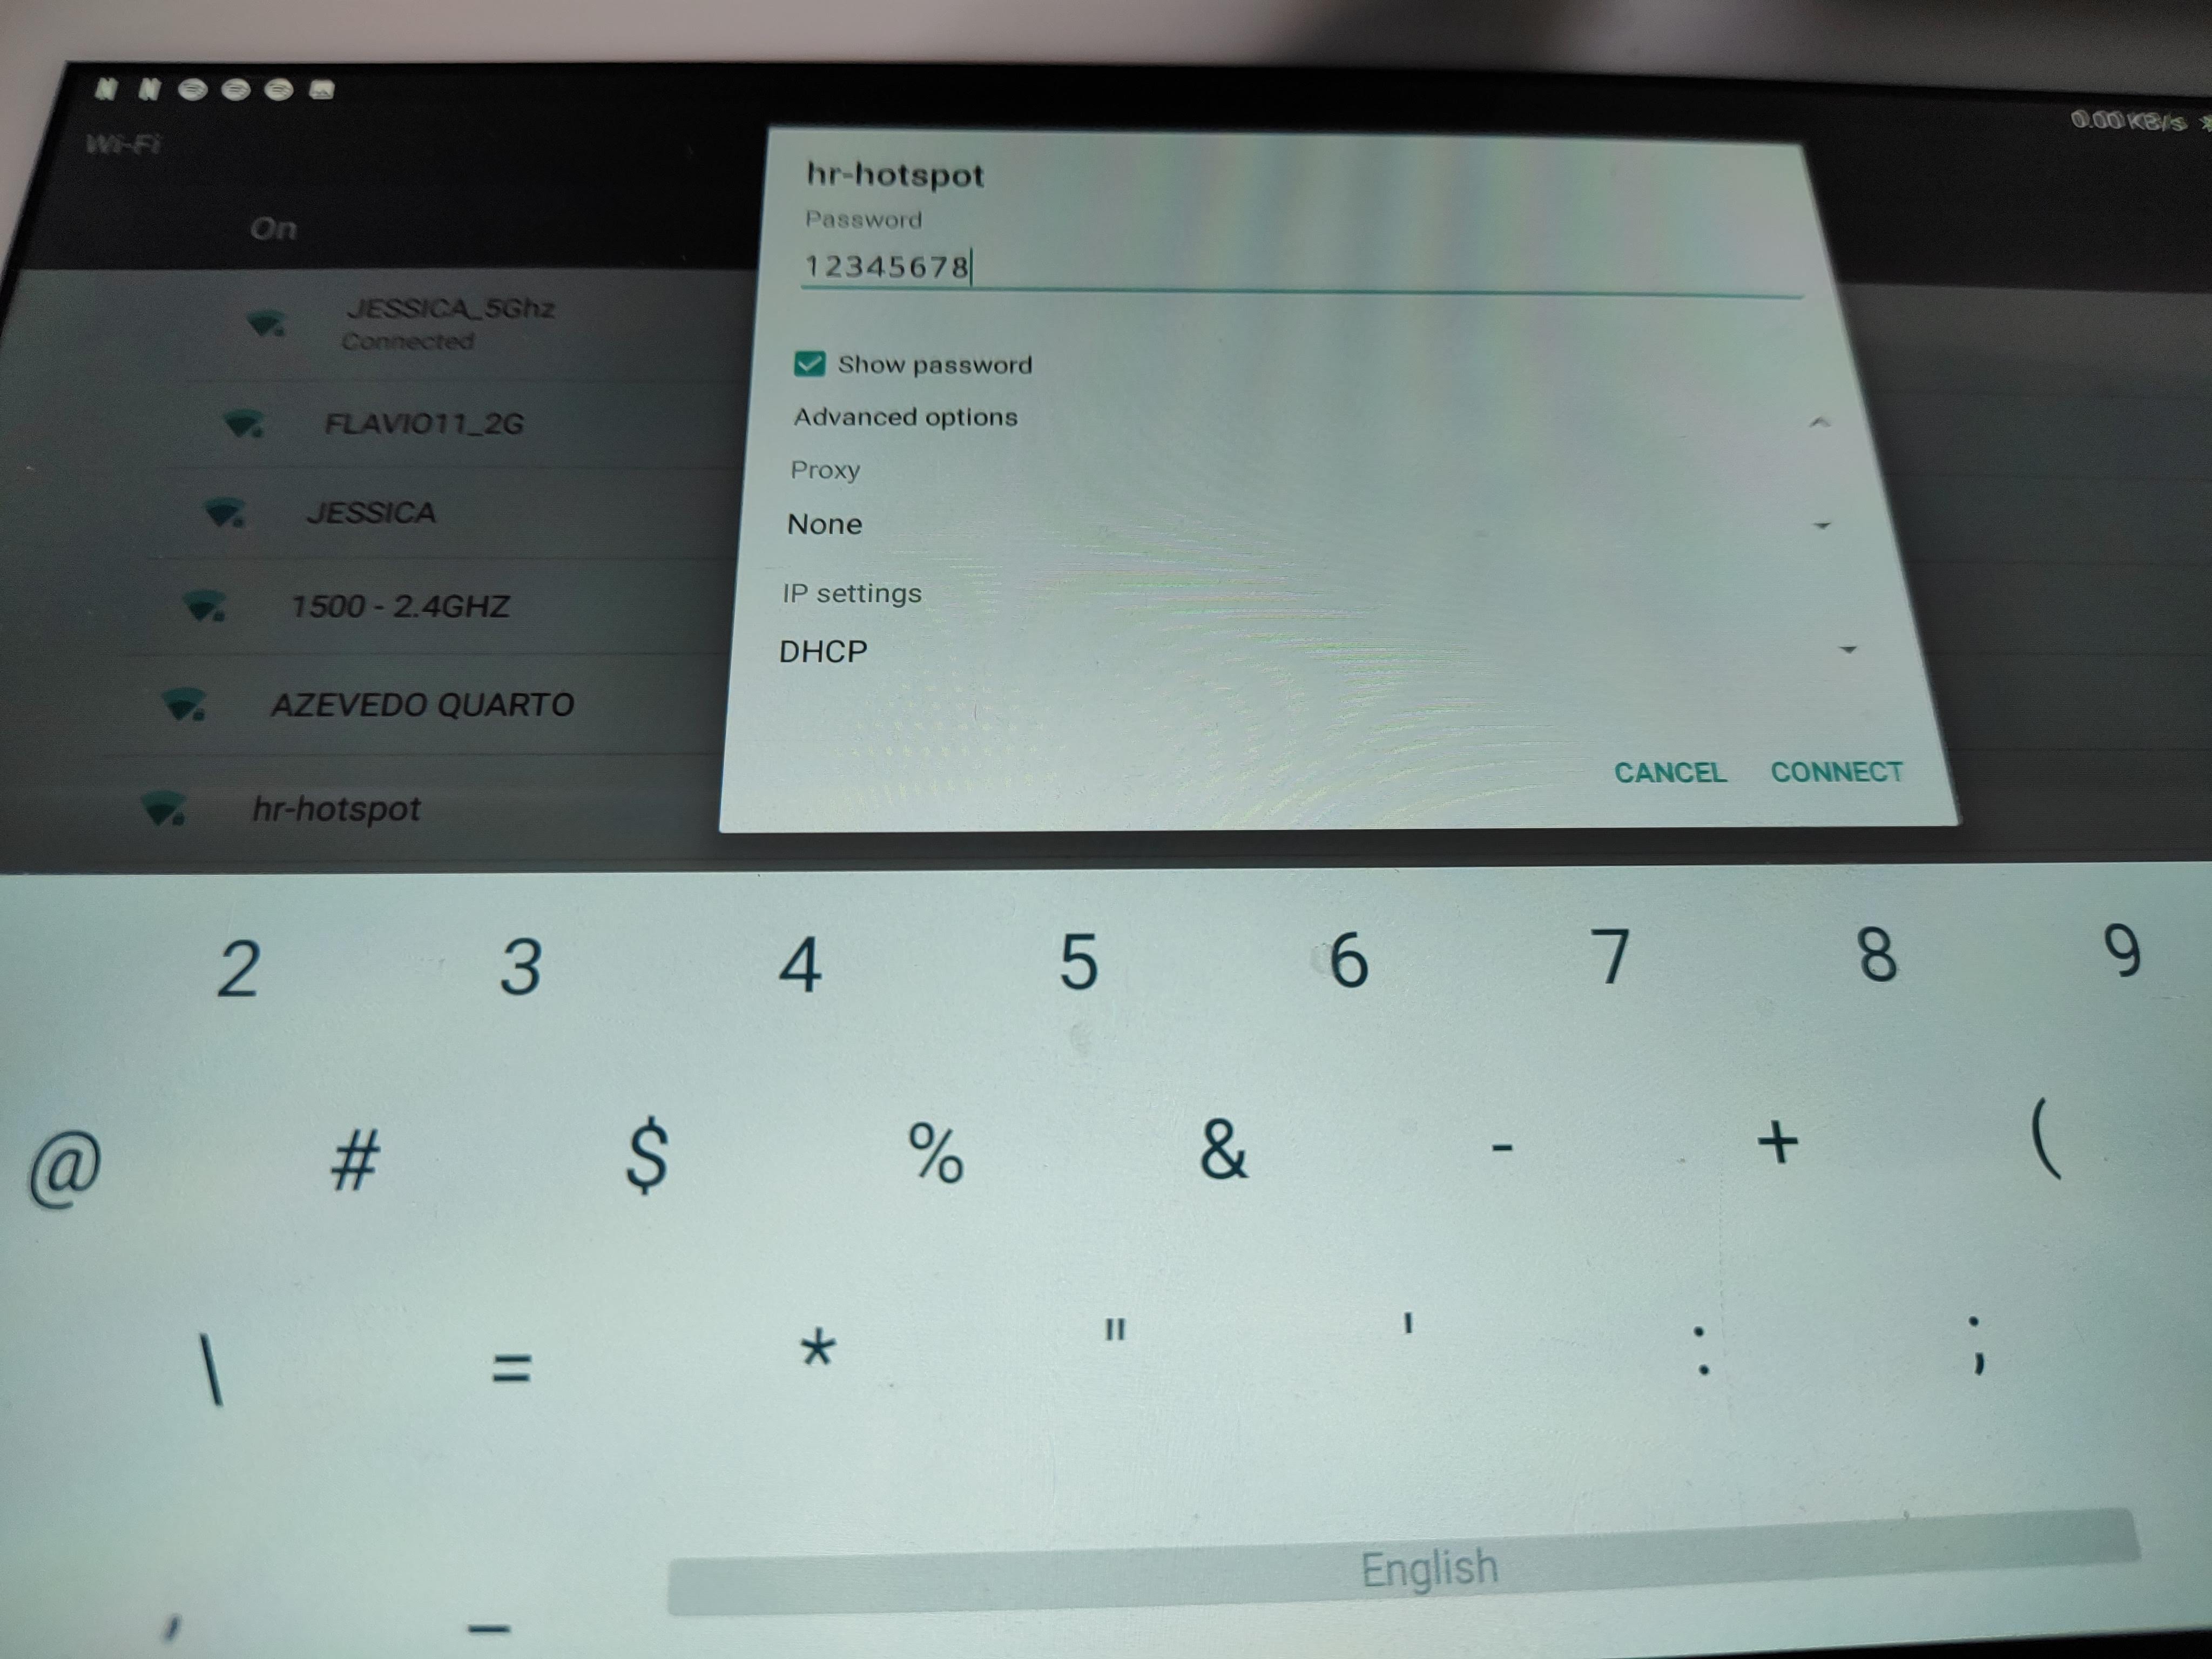 0.00 KB/s
Wi-Fi
On
JESSICA_5Ghz
Connected
FLAVIO11_2G
JESSICA
1500 - 2.4GHZ
AZEVEDO QUARTO
hr-hotspot
hr-hotspot
Password
12345678
Show password
Advanced options
Proxy
None
IP settings
DHCP
CANCEL CONNECT
2 3 4 5 6 7 8 9
@ # $ % & - + (
\ = * " ' : ;
, _ English